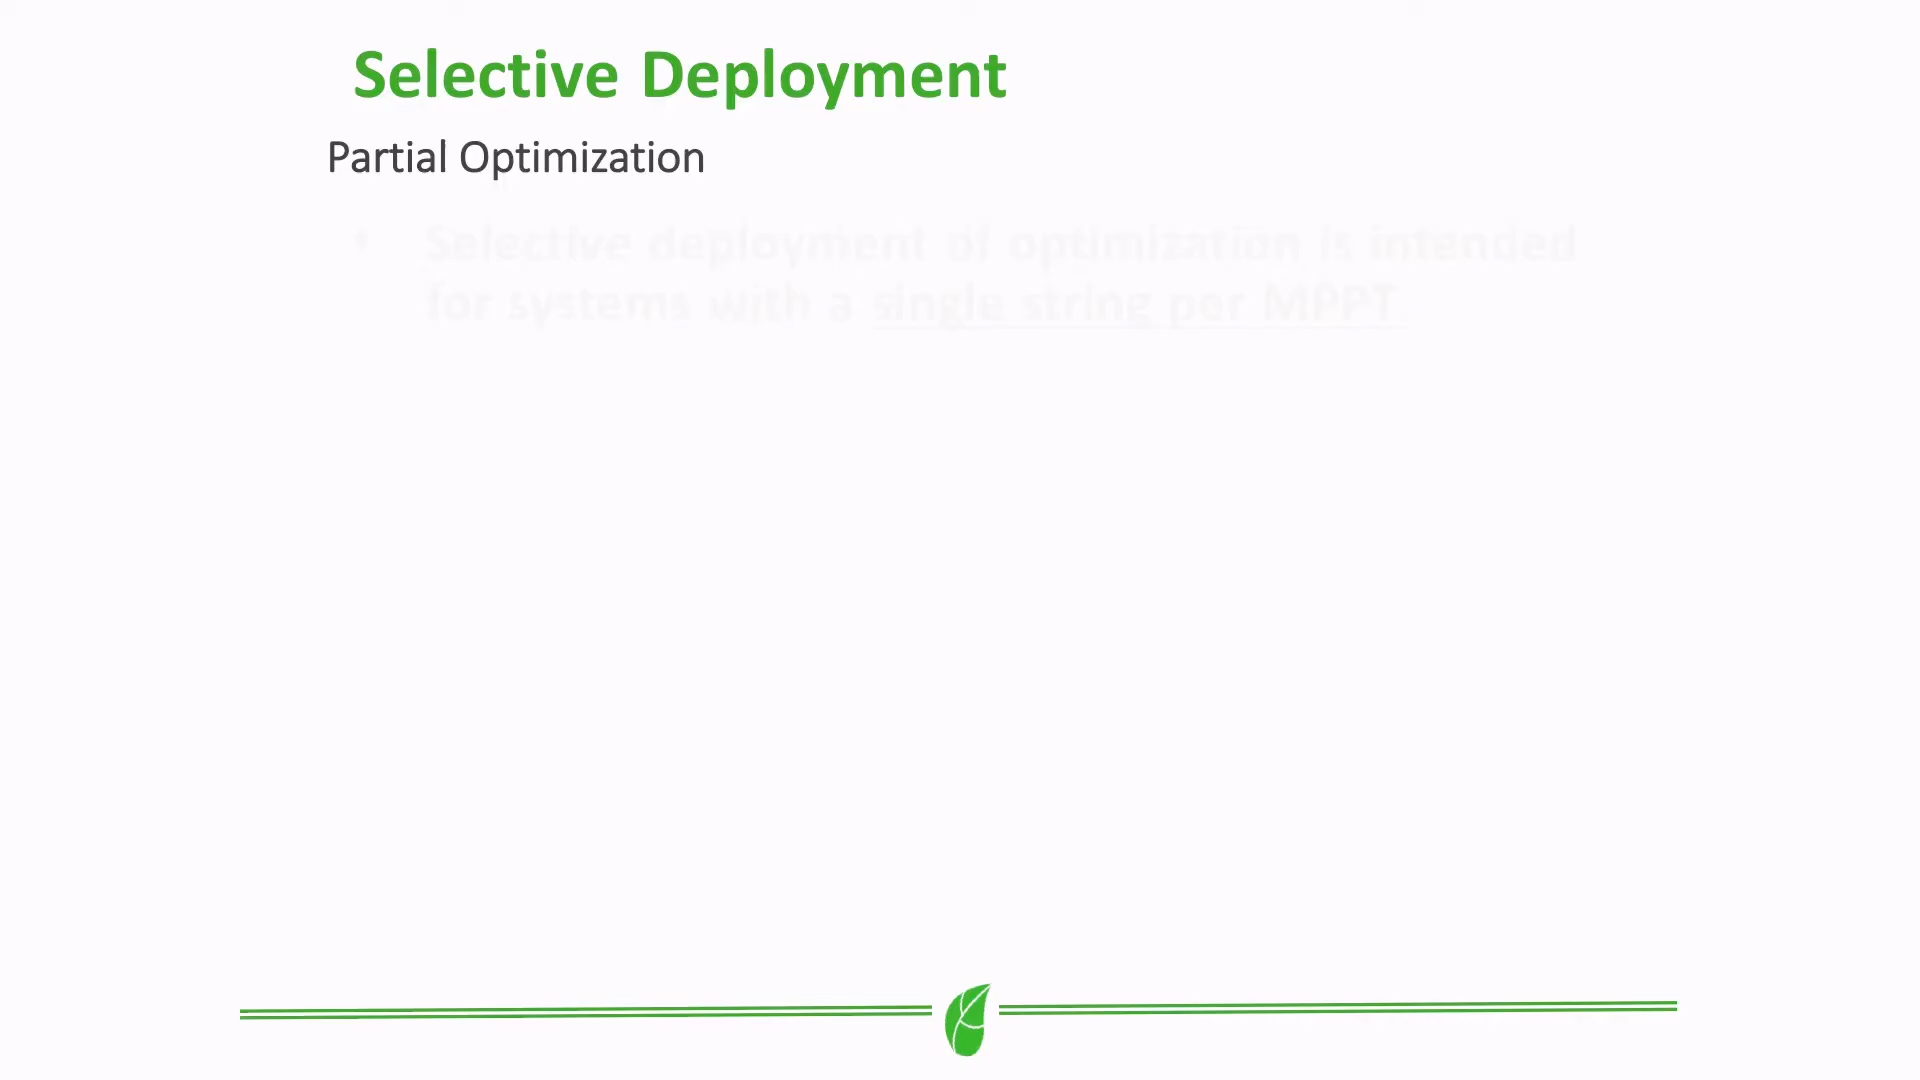 Selective Deployment
Partial Optimization
• Selective deployment of optimization is intended
for systems with a single string per MPPT